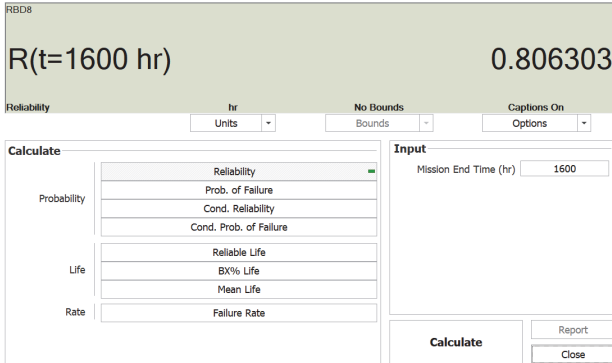 RBD8
R(t=1600 hr) 0.806303
Reliability hr No Bounds Captions On
Units Bounds Options
Calculate
Probability
Reliability
Prob. of Failure
Cond. Reliability
Cond. Prob. of Failure
Life
Reliable Life
BX% Life
Mean Life
Rate
Failure Rate
Input
Mission End Time (hr) 1600
Calculate
Report
Close